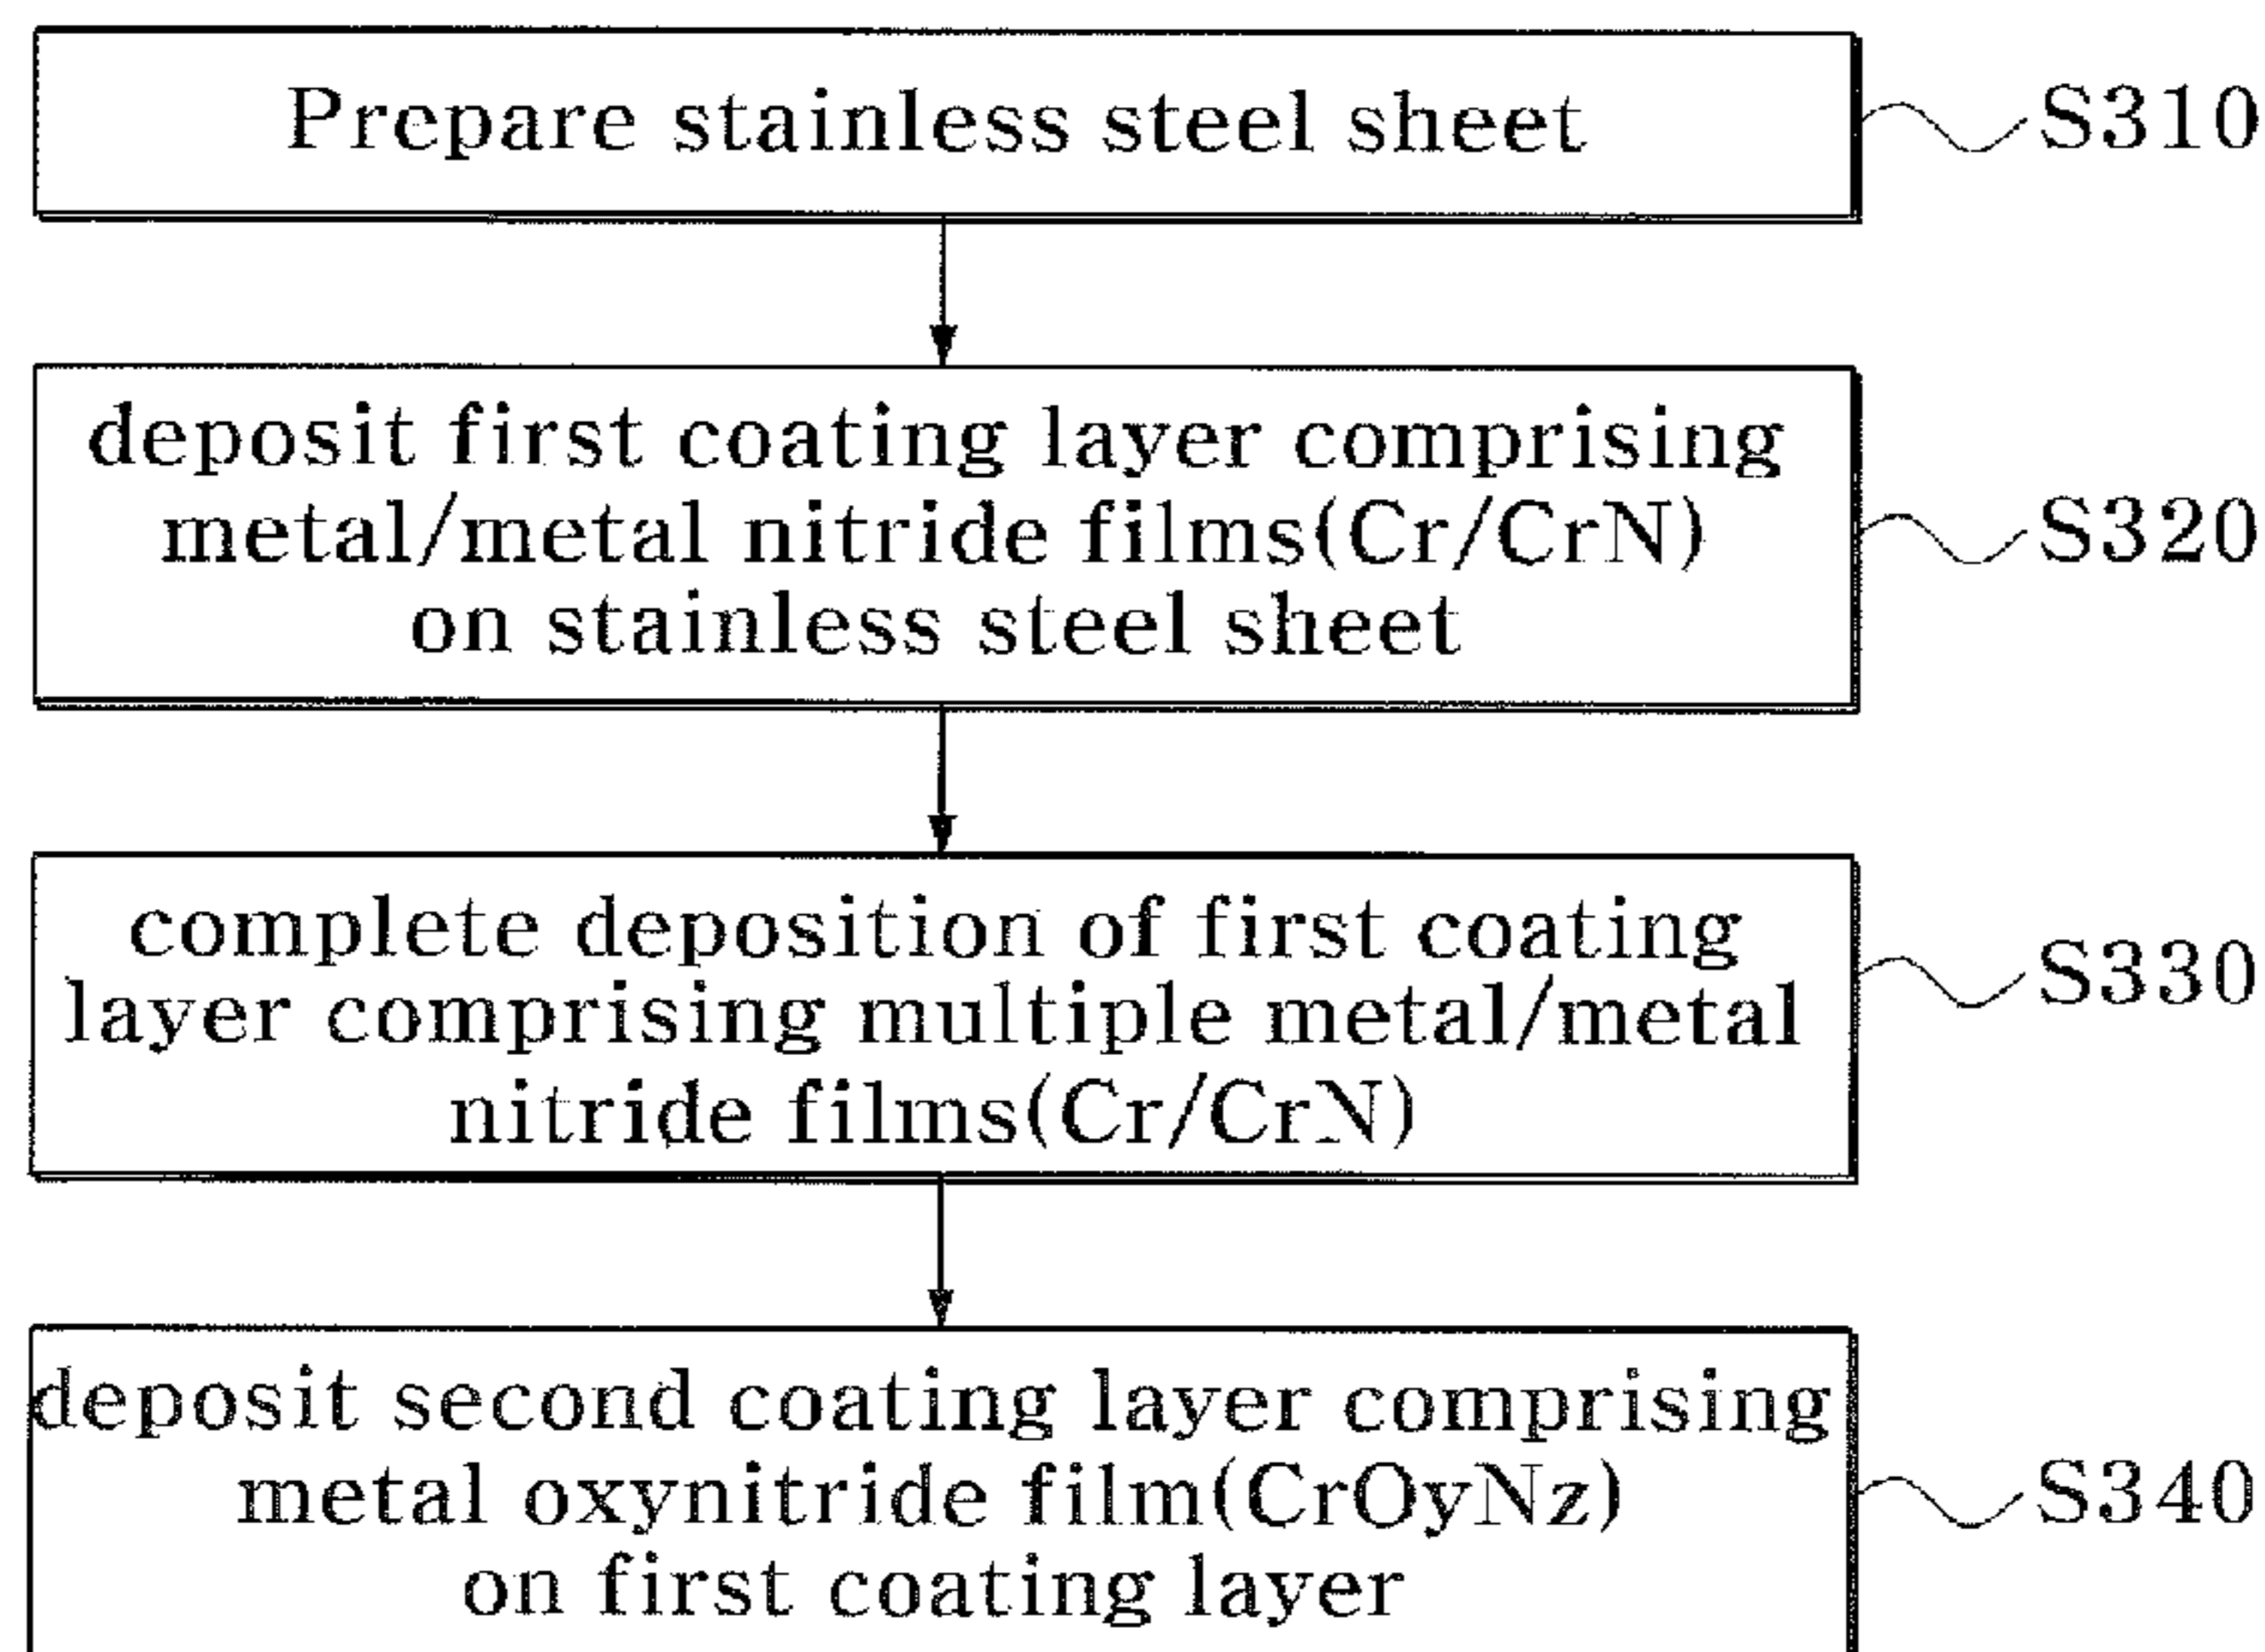 Prepare stainless steel sheet
S310
deposit first coating layer comprising
metal/metal nitride films(Cr/CrN)
on stainless steel sheet
S320
complete deposition of first coating
layer comprising multiple metal/metal
nitride films(Cr/CrN)
S330
deposit second coating layer comprising
metal oxynitride film(CrOyNz)
on first coating layer
S340